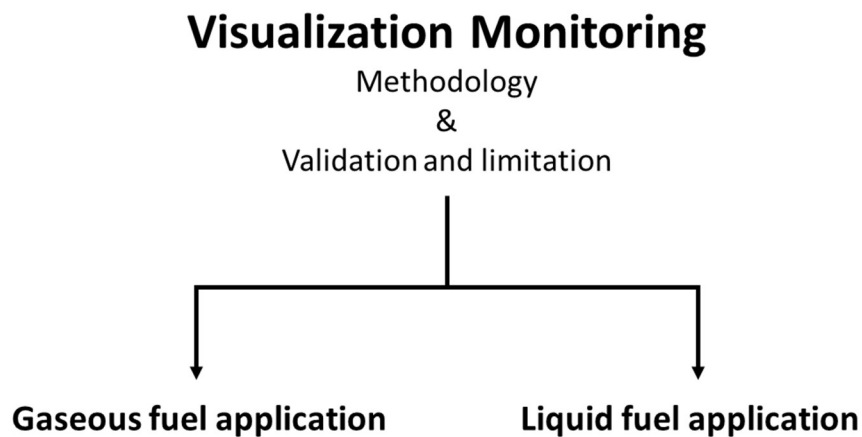 Visualization Monitoring
Methodology
&
Validation and limitation
Gaseous fuel application
Liquid fuel application